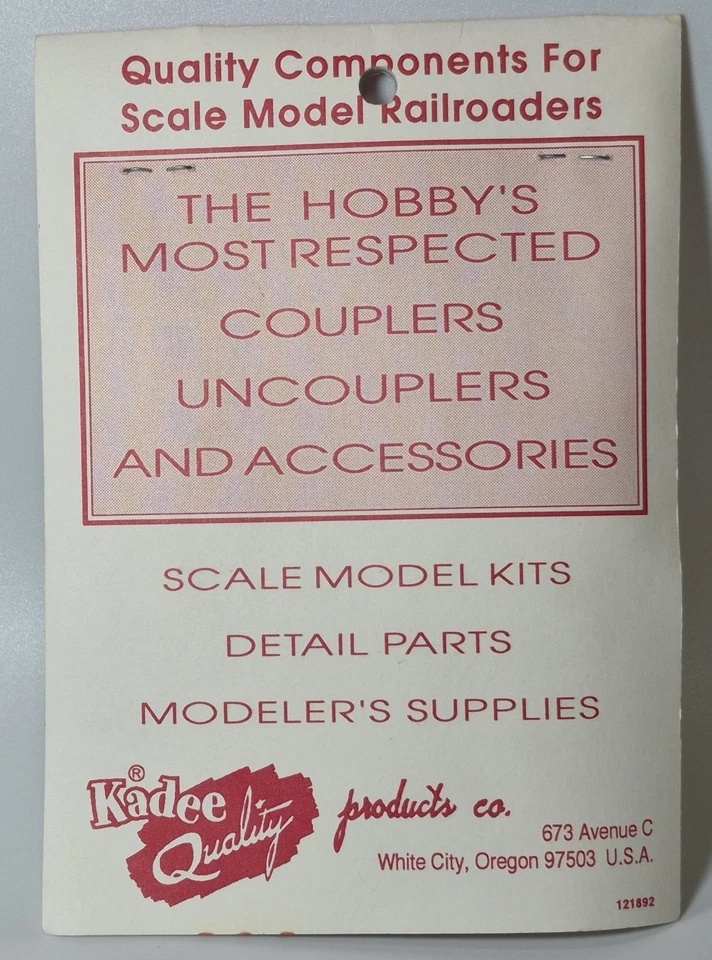 Quality Components For
Scale Model Railroaders
THE HOBBY'S
MOST RESPECTED
COUPLERS
UNCOUPLERS
AND ACCESSORIES
SCALE MODEL KITS
DETAIL PARTS
MODELER'S SUPPLIES
Kadee®
Quality products co.
673 Avenue C
White City, Oregon 97503 U.S.A.
121892